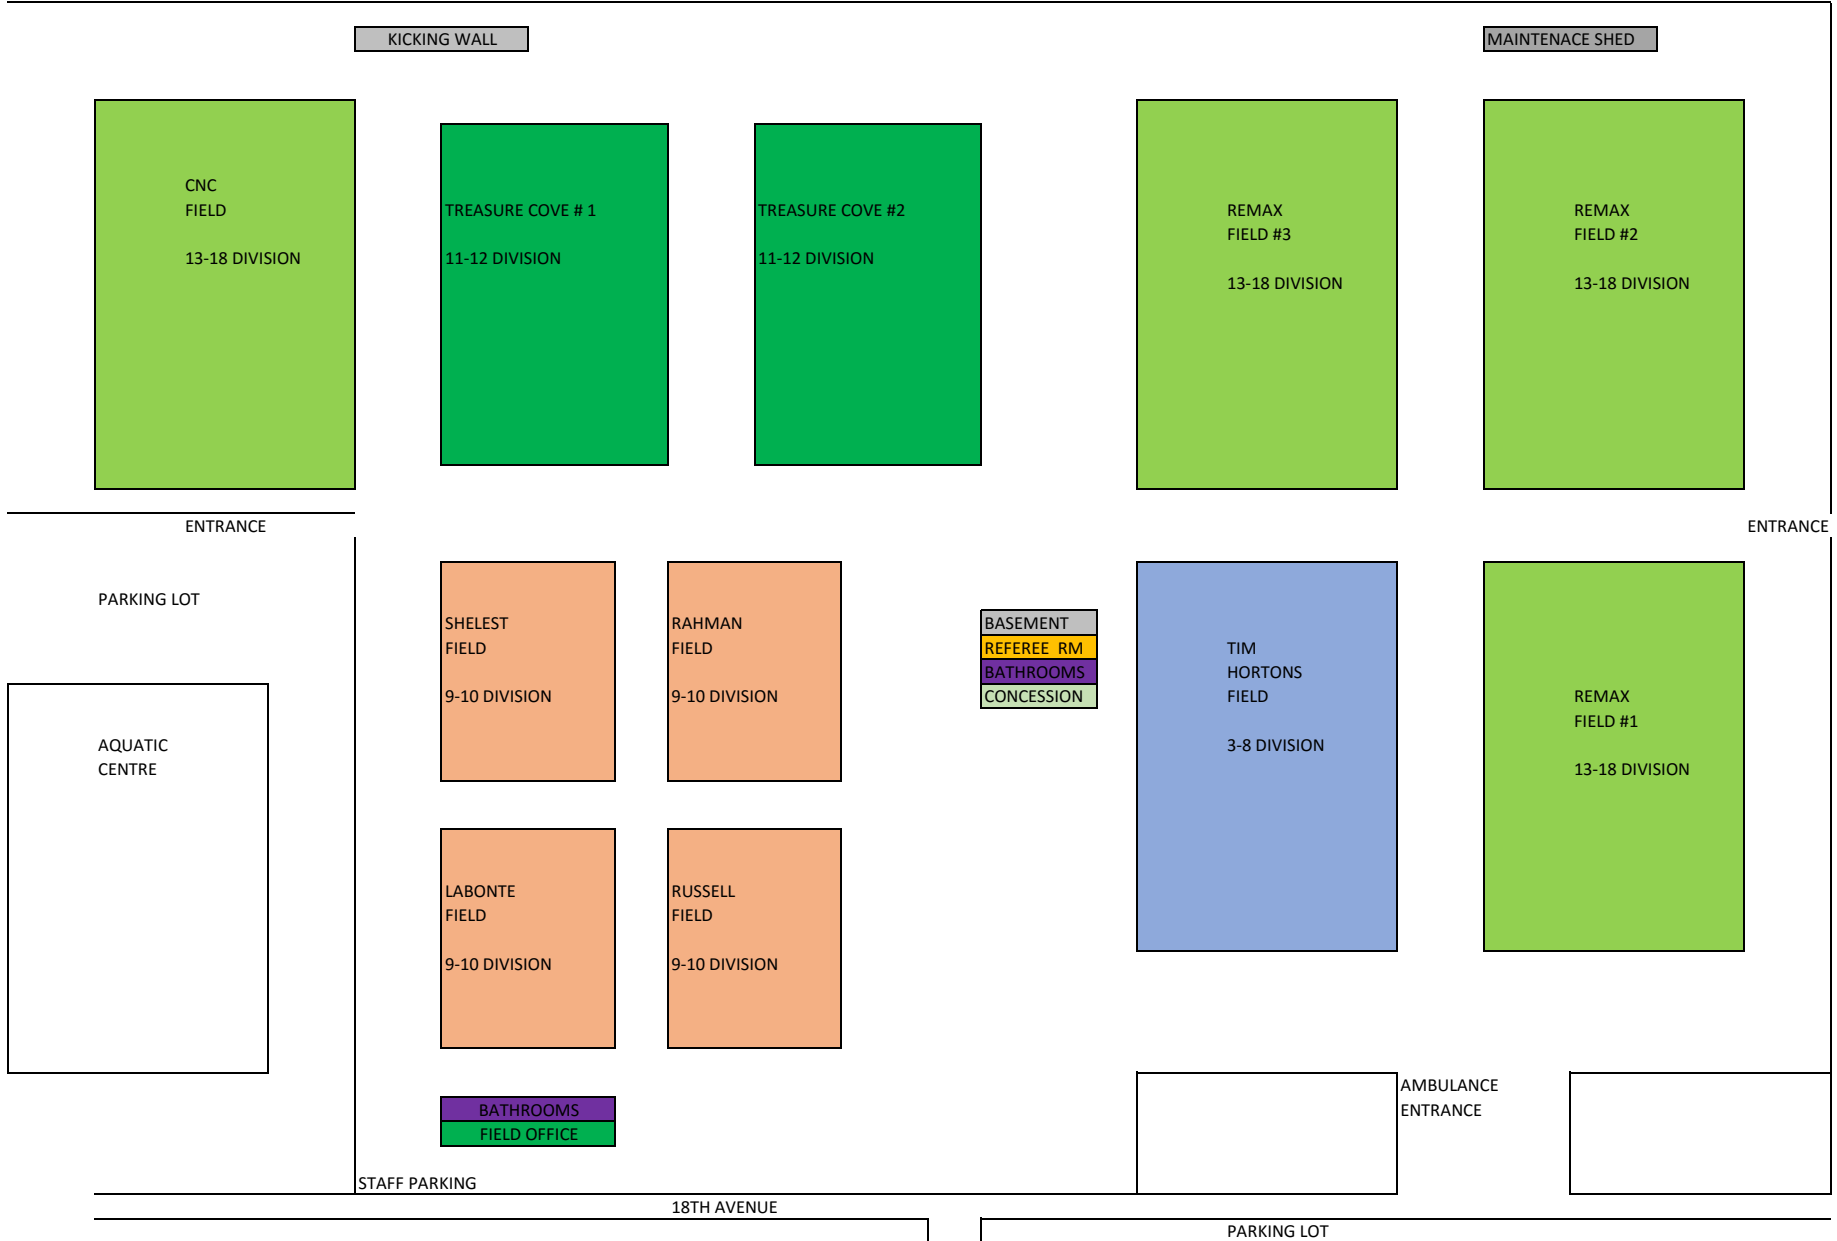 KICKING WALL
MAINTENACE SHED
CNC
FIELD
13-18 DIVISION
TREASURE COVE # 1
11-12 DIVISION
TREASURE COVE #2
11-12 DIVISION
REMAX
FIELD #3
13-18 DIVISION
REMAX
FIELD #2
13-18 DIVISION
ENTRANCE
ENTRANCE
PARKING LOT
SHELEST
FIELD
9-10 DIVISION
RAHMAN
FIELD
9-10 DIVISION
BASEMENT
REFEREE RM
BATHROOMS
CONCESSION
TIM
HORTONS
FIELD
3-8 DIVISION
REMAX
FIELD #1
13-18 DIVISION
AQUATIC
CENTRE
LABONTE
FIELD
9-10 DIVISION
RUSSELL
FIELD
9-10 DIVISION
AMBULANCE
ENTRANCE
BATHROOMS
FIELD OFFICE
STAFF PARKING
18TH AVENUE
PARKING LOT